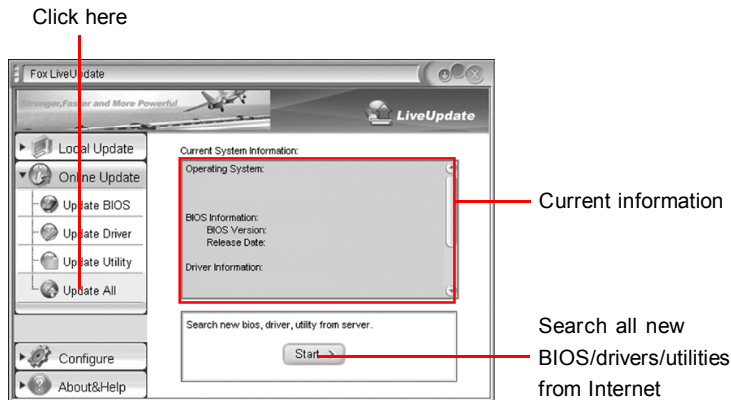 Click here
Fox LiveUpdate
Stronger,Faster and More Powerful
LiveUpdate
Local Update
Online Update
Update BIOS
Update Driver
Update Utility
Update All
Configure
About&Help
Current System Information:
Operating System:
BIOS Information:
BIOS Version:
Release Date:
Driver Information:
Search new bios, driver, utility from server.
Start
Current information
Search all new
BIOS/drivers/utilities
from Internet